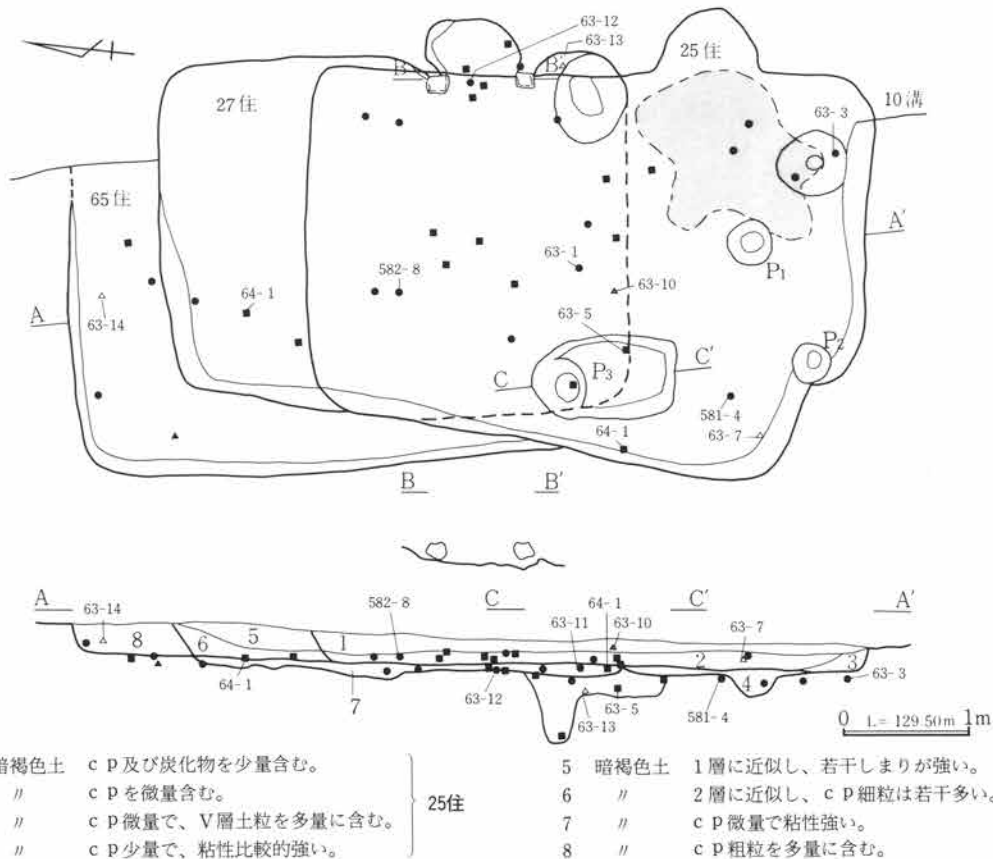 63-12
63-13
25住
B B'
27住
10溝
63-3
65住
A'
63-1
P₁
582-8
63-10
64-1
63-14
63-5
A
P₂
C P₃ C'
581-4
64-1
63-7
B B'
A C C' A'
63-14 582-8 64-1 63-10
63-11 63-7
8 6 5 1 2 3
4
64-1 63-12 581-4 63-3
7 63-5
63-13
0 L=129.50m 1m
暗褐色土 cp及び炭化物を少量含む。
〃 cpを微量含む。
〃 cp微量で、V層土粒を多量に含む。
〃 cp少量で、粘性比較的強い。
25住
5 暗褐色土 1層に近似し、若干しまりが強い。
6 〃 2層に近似し、cp細粒は若干多い。
7 〃 cp微量で粘性強い。
8 〃 cp粗粒を多量に含む。